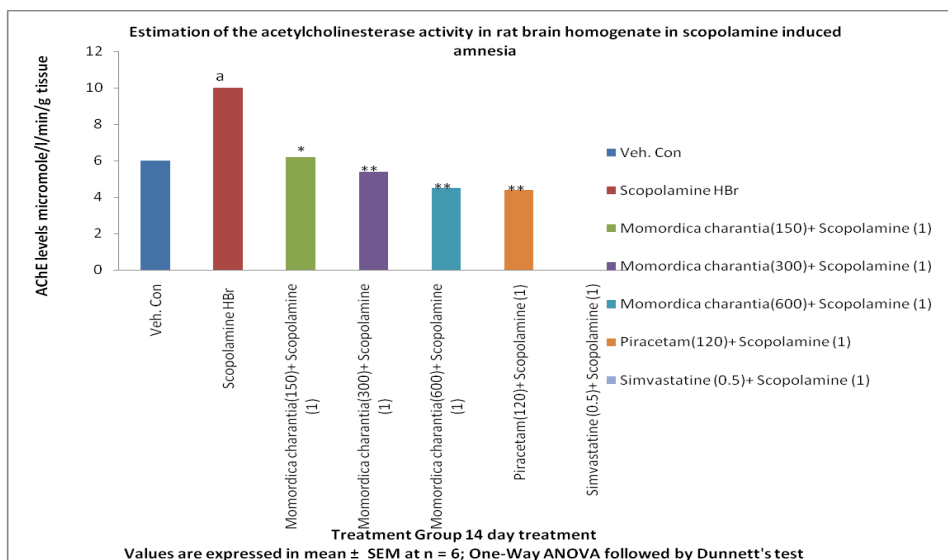 Estimation of the acetylcholinesterase activity in rat brain homogenate in scopolamine induced
amnesia
AChE levels micromole/l/min/g tissue
12
10
8
6
4
2
0
a
*
**
**
**
Veh. Con
Scopolamine HBr
Momordica charantia(150)+ Scopolamine
(1)
Momordica charantia(300)+ Scopolamine
(1)
Momordica charantia(600)+ Scopolamine
(1)
Piracetam(120)+ Scopolamine (1)
Simvastatine (0.5)+ Scopolamine (1)
Veh. Con
Scopolamine HBr
Momordica charantia(150)+ Scopolamine (1)
Momordica charantia(300)+ Scopolamine (1)
Momordica charantia(600)+ Scopolamine (1)
Piracetam(120)+ Scopolamine (1)
Simvastatine (0.5)+ Scopolamine (1)
Treatment Group 14 day treatment
Values are expressed in mean ± SEM at n = 6; One-Way ANOVA followed by Dunnett's test